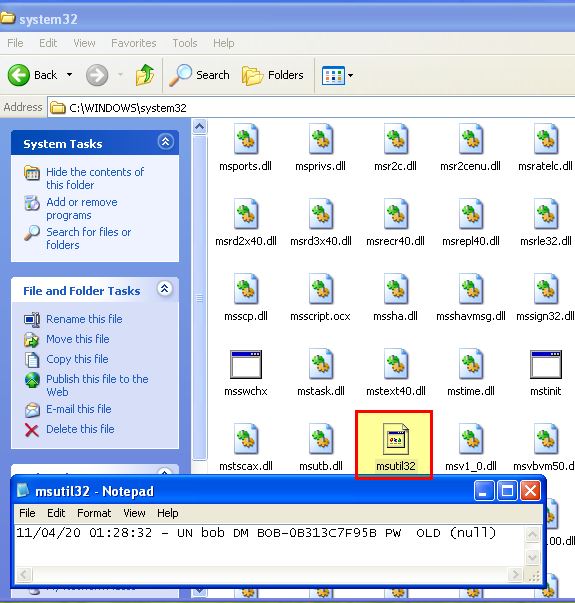 system32
File Edit View Favorites Tools Help
Back Search Folders
Address C:\WINDOWS\system32
System Tasks
Hide the contents of
this folder
Add or remove
programs
Search for files or
folders
File and Folder Tasks
Rename this file
Move this file
Copy this file
Publish this file to the
Web
E-mail this file
Delete this file
msports.dll msprivs.dll msr2c.dll msr2cenu.dll msratelc.dll
msrd2x40.dll msrd3x40.dll msrecr40.dll msrepl40.dll msrle32.dll
msscp.dll msscript.ocx mssha.dll msshavmsg.dll mssign32.dll
msswchx mstask.dll mstext40.dll mstime.dll mstinit
mstscax.dll msutb.dll msutil32 msv1_0.dll msvbvm50.d
msutil32 - Notepad
File Edit Format View Help
11/04/20 01:28:32 - UN bob DM BOB-0B313C7F95B PW  OLD (null)
.00.dll